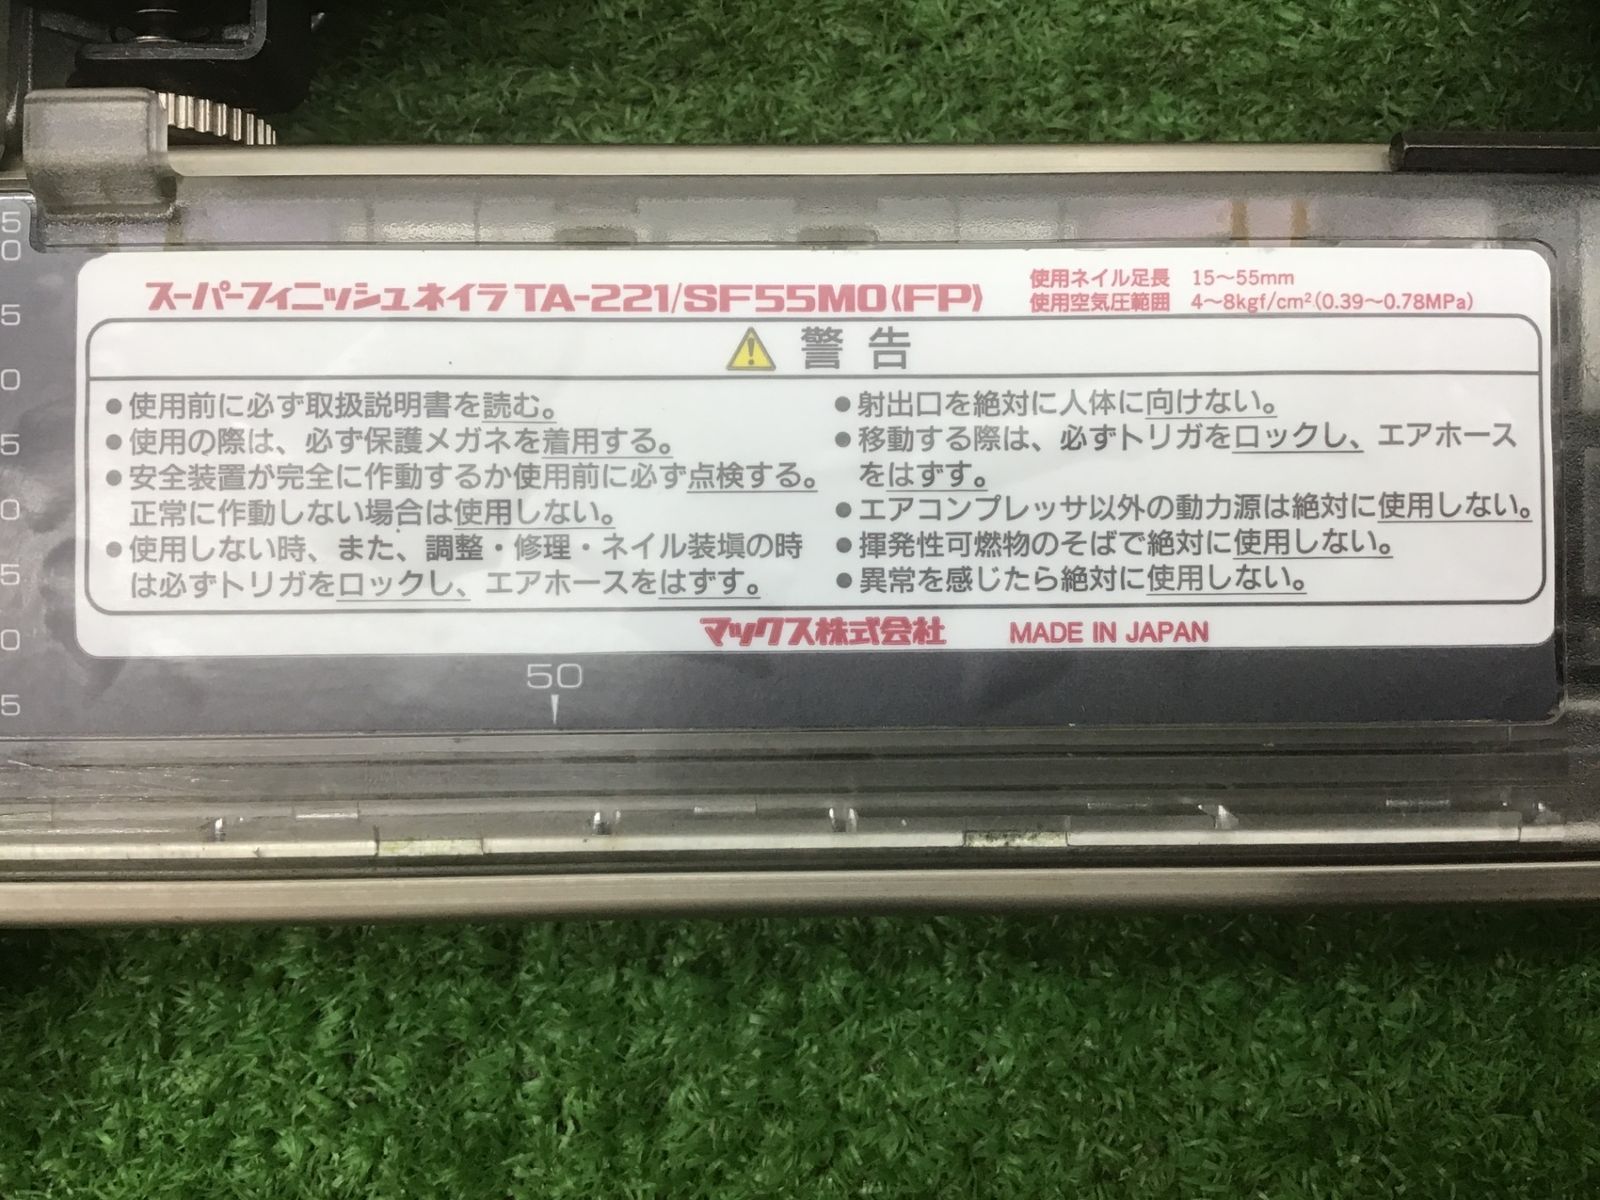 スーパーフィニッシュネイラ TA-221/SF55MO(FP)
使用ネイル足長 15〜55mm
使用空気圧範囲 4〜8kgf/cm²(0.39〜0.78MPa)
警告
●使用前に必ず取扱説明書を読む。
●使用の際は、必ず保護メガネを着用する。
●安全装置が完全に作動するか使用前に必ず点検する。
正常に作動しない場合は使用しない。
●使用しない時、また、調整・修理・ネイル装塡の時
は必ずトリガをロックし、エアホースをはずす。
●射出口を絶対に人体に向けない。
●移動する際は、必ずトリガをロックし、エアホース
をはずす。
●エアコンプレッサ以外の動力源は絶対に使用しない。
●揮発性可燃物のそばで絶対に使用しない。
●異常を感じたら絶対に使用しない。
マックス株式会社 MADE IN JAPAN
50
5
0
5
0
5
0
5
0
5